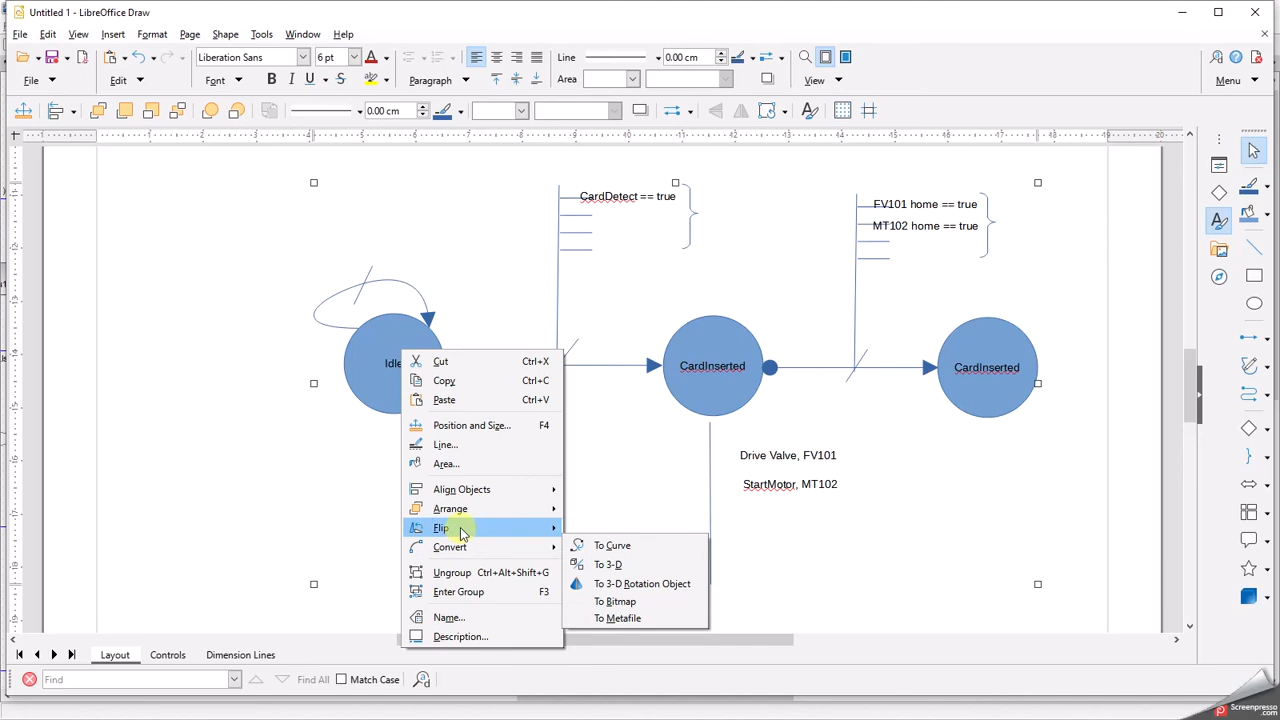 Untitled 1 - LibreOffice Draw
File Edit View Insert Format Page Shape Tools Window Help
Liberation Sans 6 pt Line 0.00 cm
File Edit Font B I U S Paragraph Area View Menu
0.00 cm
CardDetect == true
FV101 home == true
MT102 home == true
Idle
CardInserted
CardInserted
Drive Valve, FV101
StartMotor, MT102
Cut Ctrl+X
Copy Ctrl+C
Paste Ctrl+V
Position and Size... F4
Line...
Area...
Align Objects
Arrange
Flip
Convert
Ungroup Ctrl+Alt+Shift+G
Enter Group F3
Name...
Description...
To Curve
To 3-D
To 3-D Rotation Object
To Bitmap
To Metafile
Layout Controls Dimension Lines
Find Find All Match Case
Screenpresso
.com